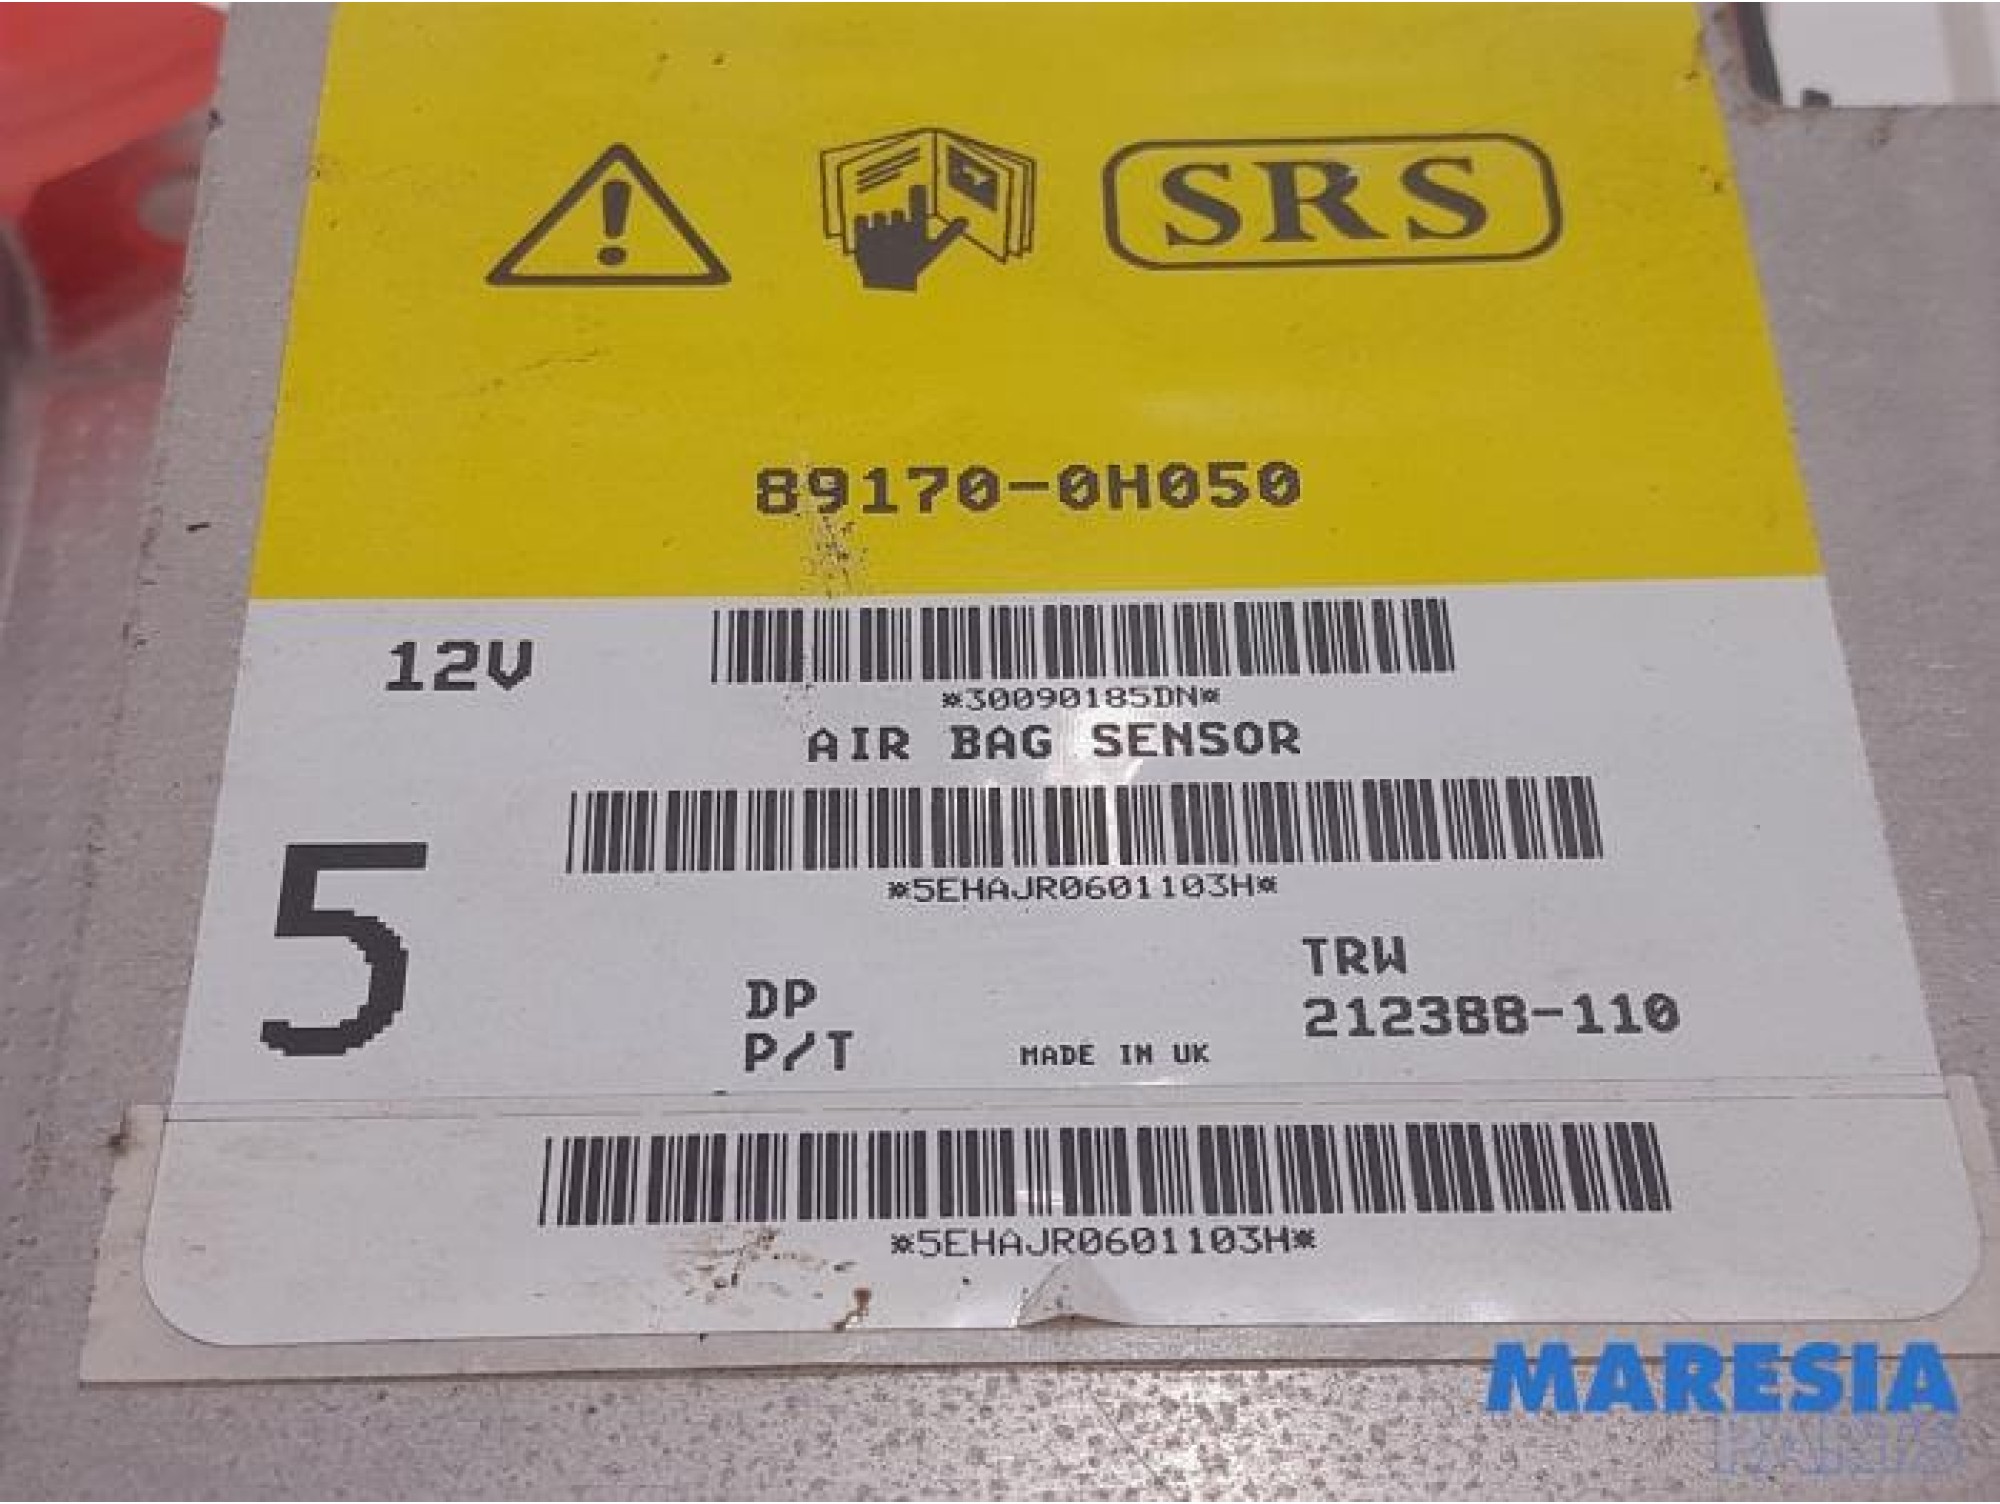 SRS
89170-0H050
12V
*30090185DN*
AIR BAG SENSOR
*5EHAJR0601103H*
5
TRW
DP
212388-110
P/T
MADE IN UK
*5EHAJR0601103H*
MARESIA
PARTS